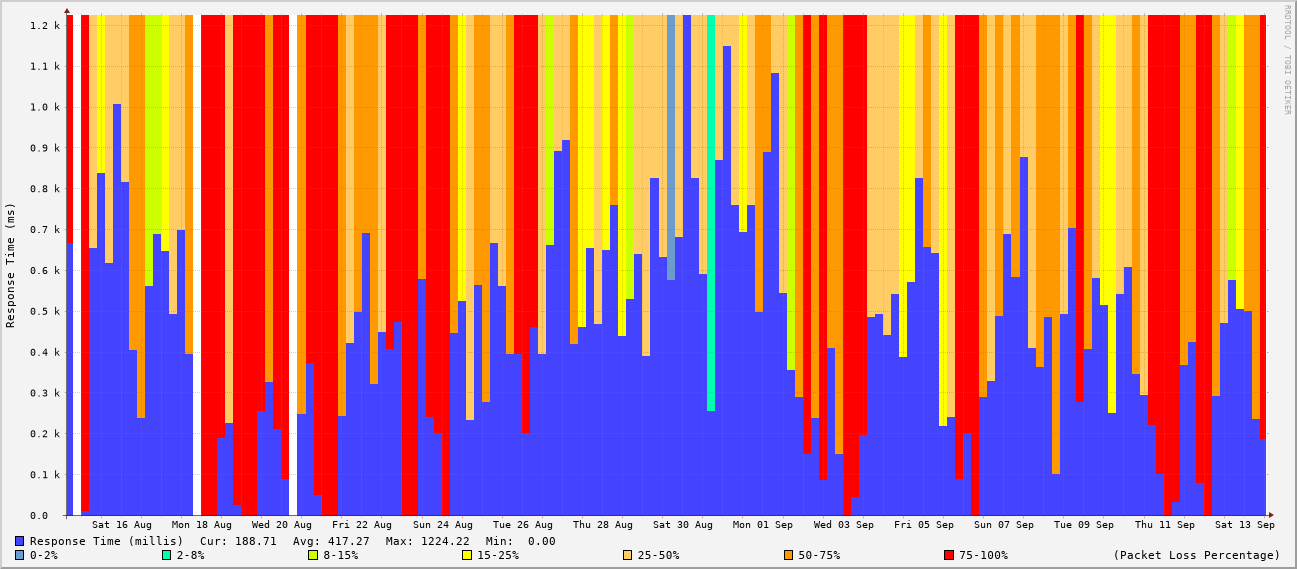 1.2 k
1.1 k
1.0 k
0.9 k
0.8 k
0.7 k
0.6 k
0.5 k
0.4 k
0.3 k
0.2 k
0.1 k
0.0
Response Time (ms)
RRDTOOL / TOBI OETIKER
Sat 16 Aug Mon 18 Aug Wed 20 Aug Fri 22 Aug Sun 24 Aug Tue 26 Aug Thu 28 Aug Sat 30 Aug Mon 01 Sep Wed 03 Sep Fri 05 Sep Sun 07 Sep Tue 09 Sep Thu 11 Sep Sat 13 Sep
Response Time (millis) Cur: 188.71 Avg: 417.27 Max: 1224.22 Min: 0.00
0-2% 2-8% 8-15% 15-25% 25-50% 50-75% 75-100% (Packet Loss Percentage)